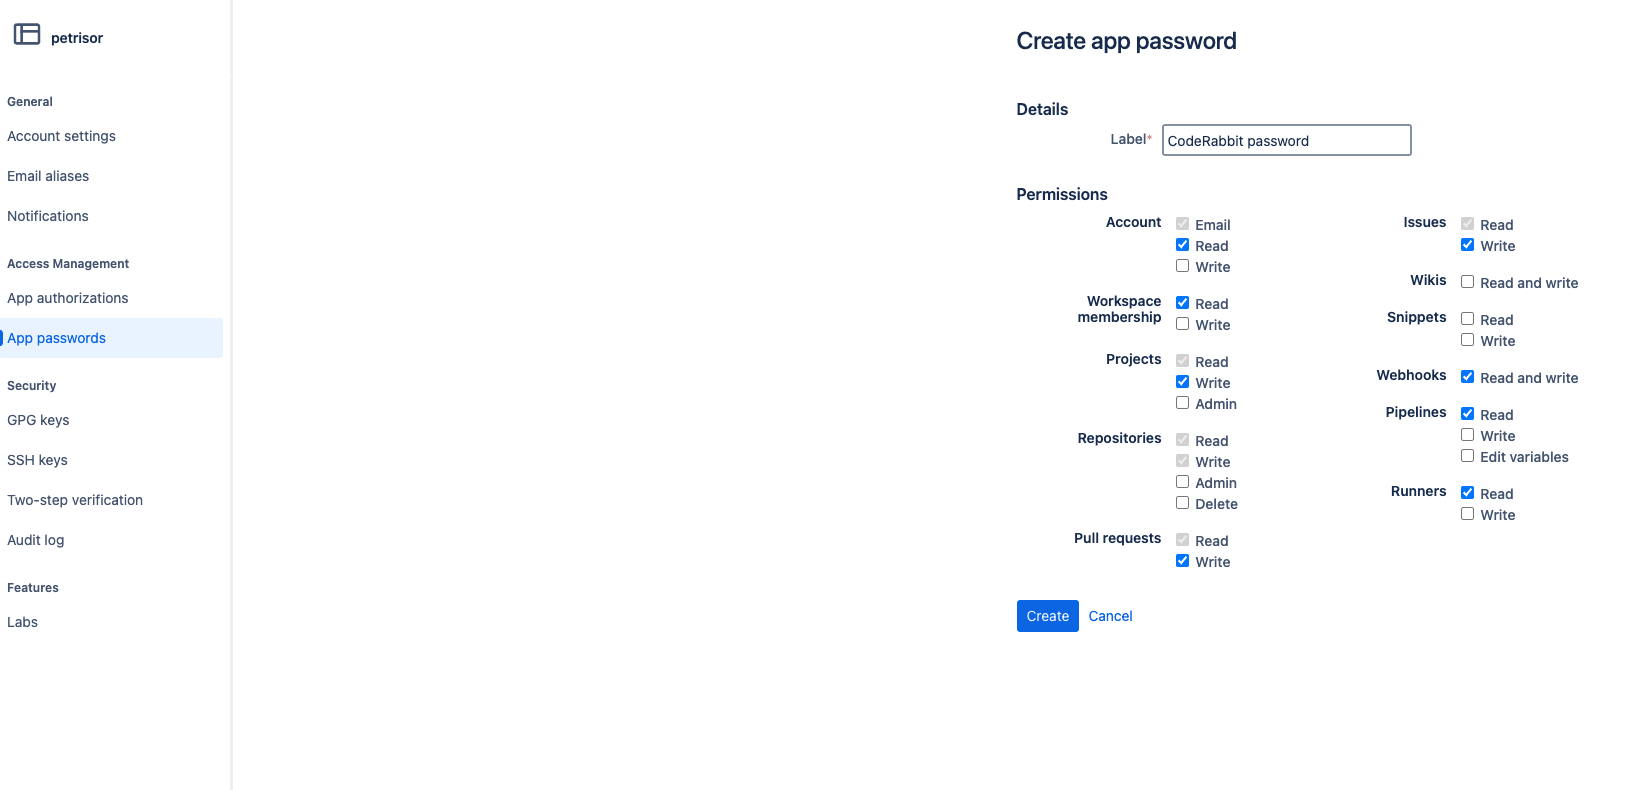 petrisor
General
Account settings
Email aliases
Notifications
Access Management
App authorizations
App passwords
Security
GPG keys
SSH keys
Two-step verification
Audit log
Features
Labs
Create app password
Details
Label*
CodeRabbit password
Permissions
Account
Email
Read
Write
Workspace
membership
Read
Write
Projects
Read
Write
Admin
Repositories
Read
Write
Admin
Delete
Pull requests
Read
Write
Issues
Read
Write
Wikis
Read and write
Snippets
Read
Write
Webhooks
Read and write
Pipelines
Read
Write
Edit variables
Runners
Read
Write
Create
Cancel